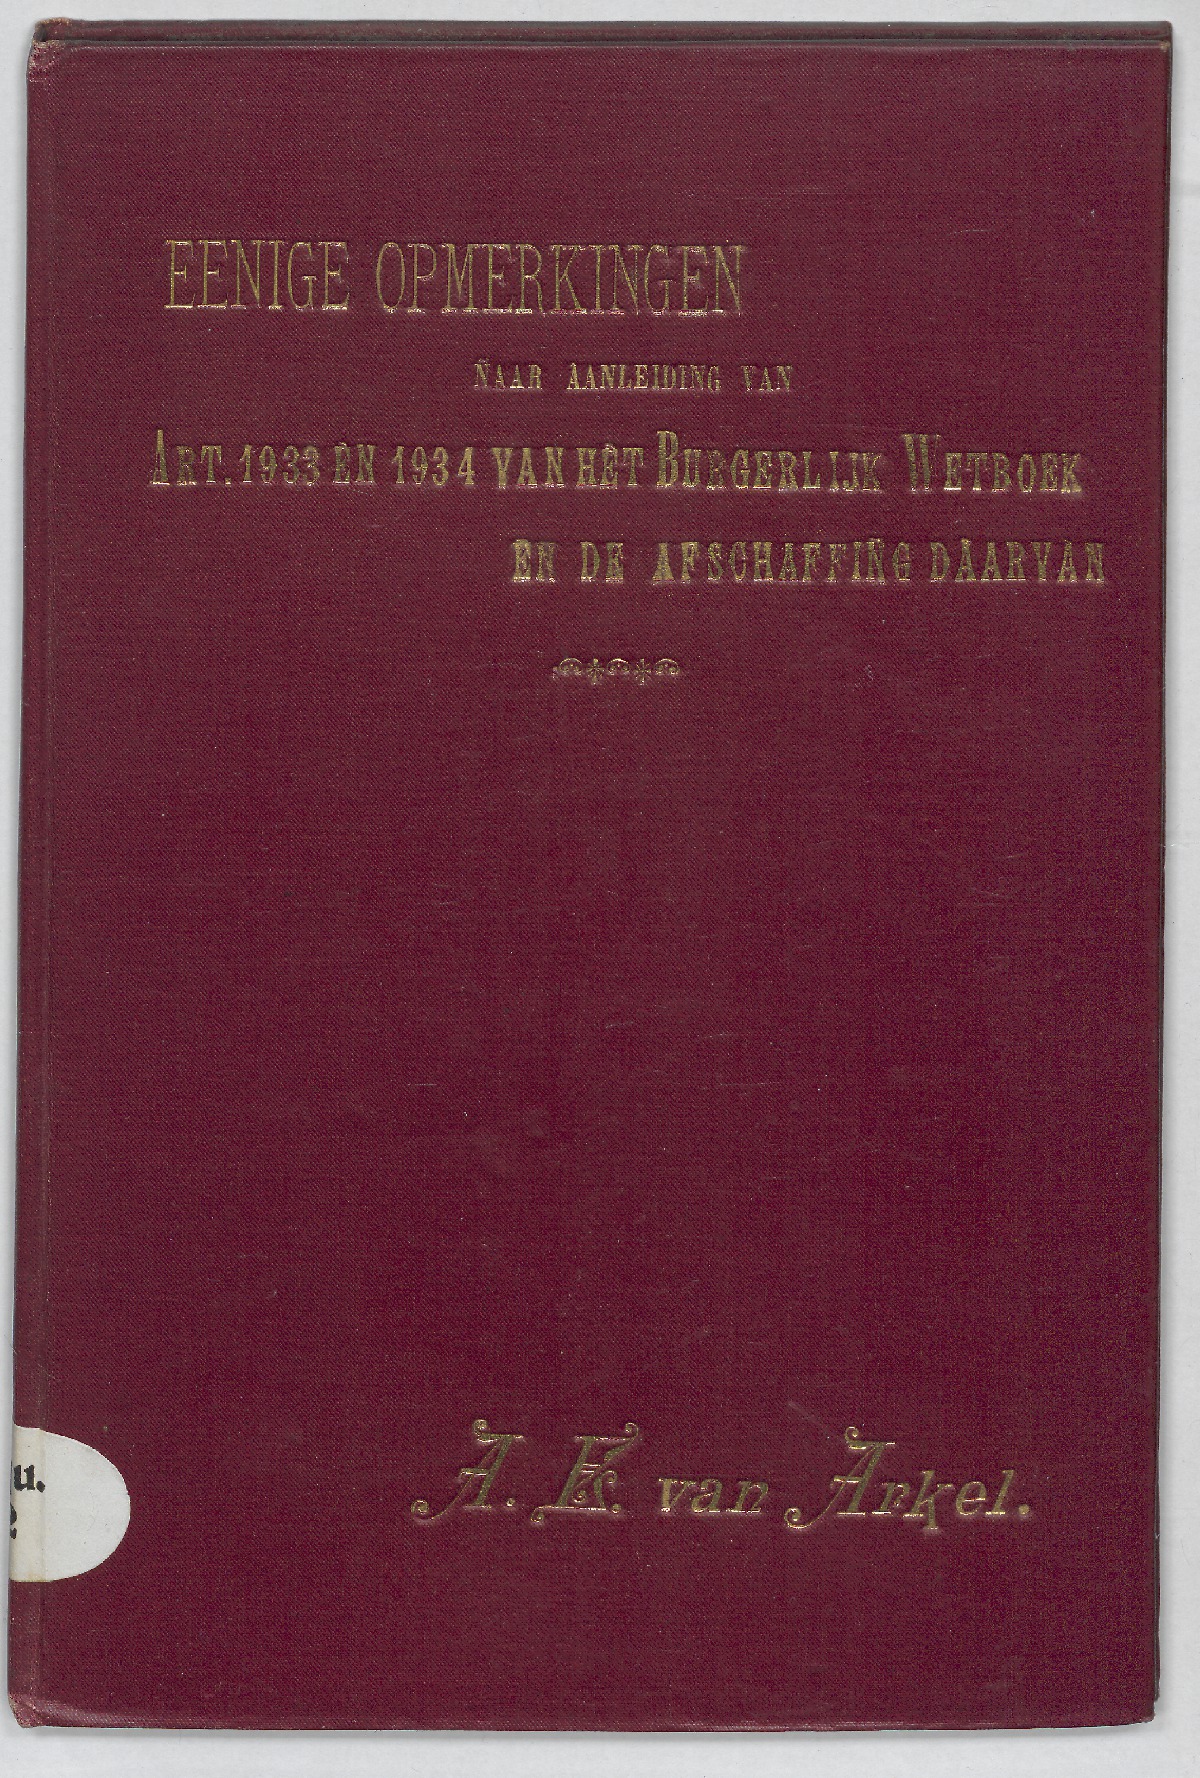 EENIGE OPMERKINGEN
NAAR AANLEIDING VAN
ART. 1933 EN 1934 VAN HET BURGERLIJK WETBOEK
EN DE AFSCHAFFING DAARVAN
A. K. van Arkel.
u.
2